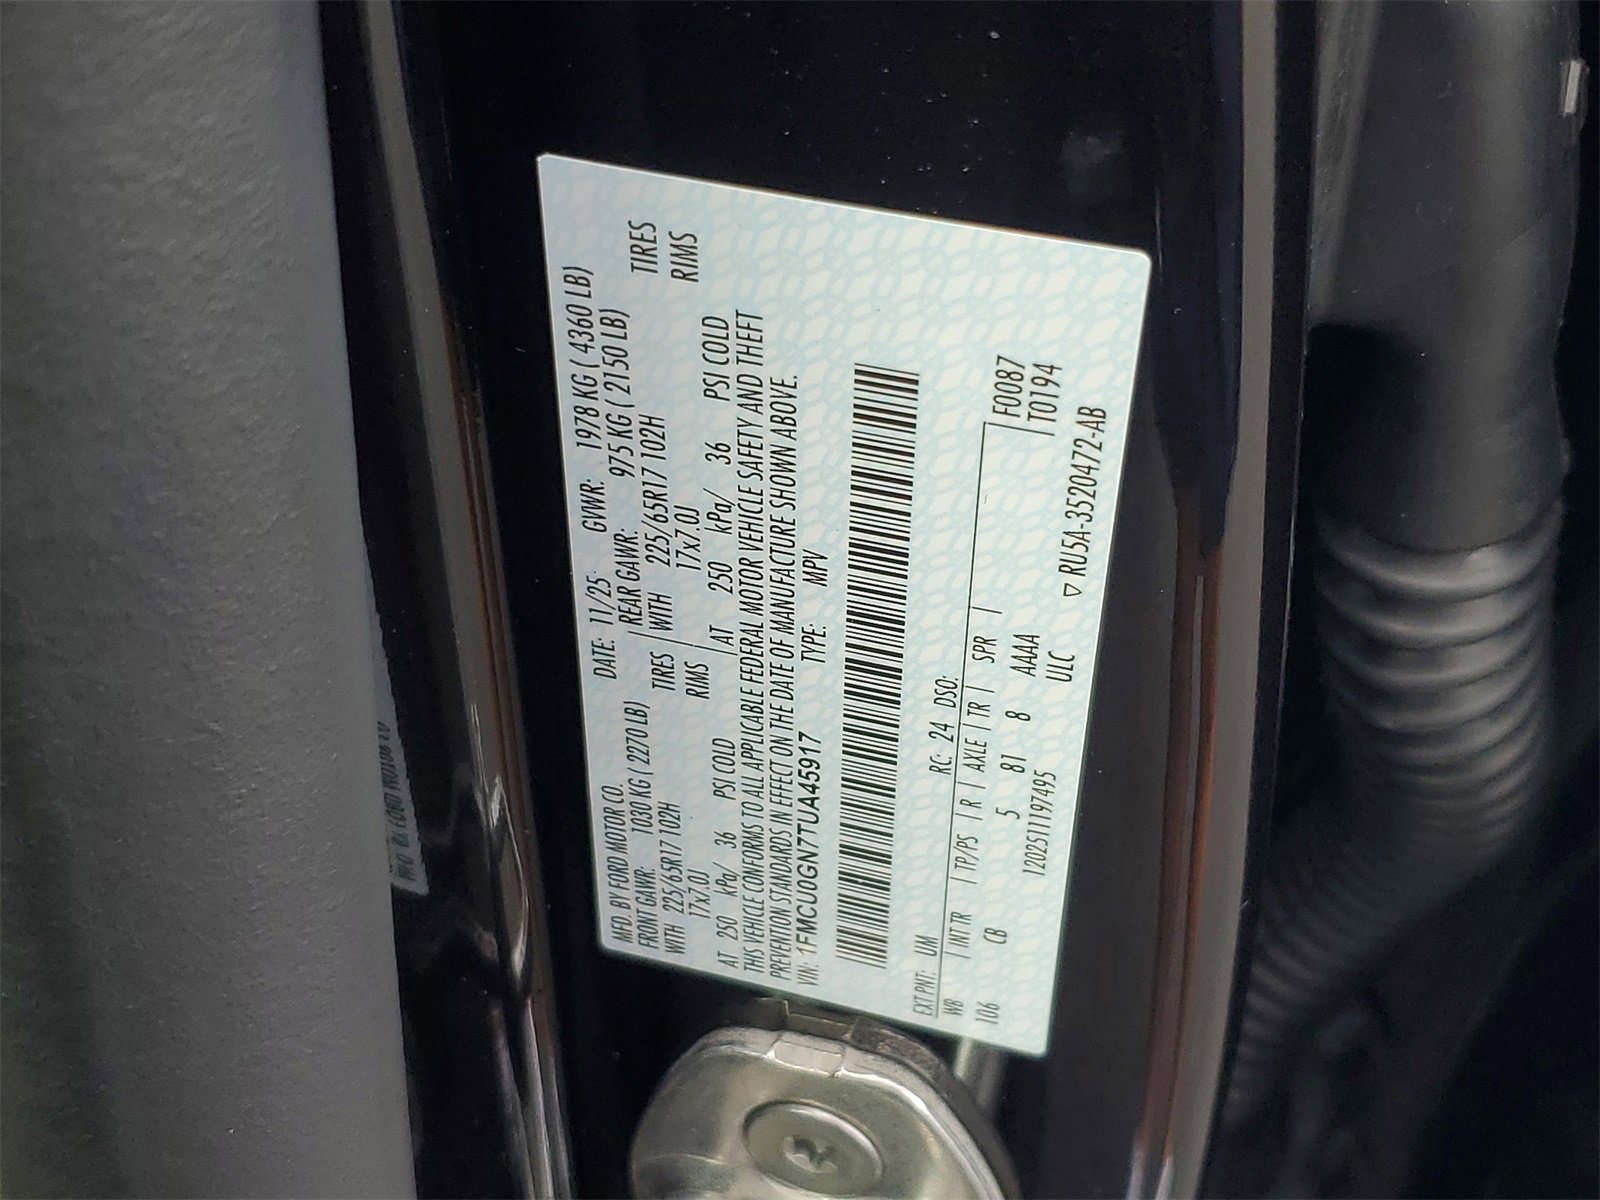 MFD. BY FORD MOTOR CO.
DATE: 11/25 GVWR: 1978 KG ( 4360 LB)
FRONT GAWR: 1030 KG ( 2270 LB) REAR GAWR: 975 KG ( 2150 LB)
WITH 225/65R17 102H TIRES WITH 225/65R17 102H TIRES
17x7.0J RIMS 17x7.0J RIMS
AT 250 kPa/ 36 PSI COLD AT 250 kPa/ 36 PSI COLD
THIS VEHICLE CONFORMS TO ALL APPLICABLE FEDERAL MOTOR VEHICLE SAFETY AND THEFT
PREVENTION STANDARDS IN EFFECT ON THE DATE OF MANUFACTURE SHOWN ABOVE.
VIN: 1FMCU0GN7TUA45917 TYPE: MPV
EXT PNT: UM RC: 24 DSO:
WB INT TR TP/PS R AXLE TR SPR F0087
106 CB 5 81 8 AAAA T0194
12025111197495 ULC ▽ RU5A-3520472-AB